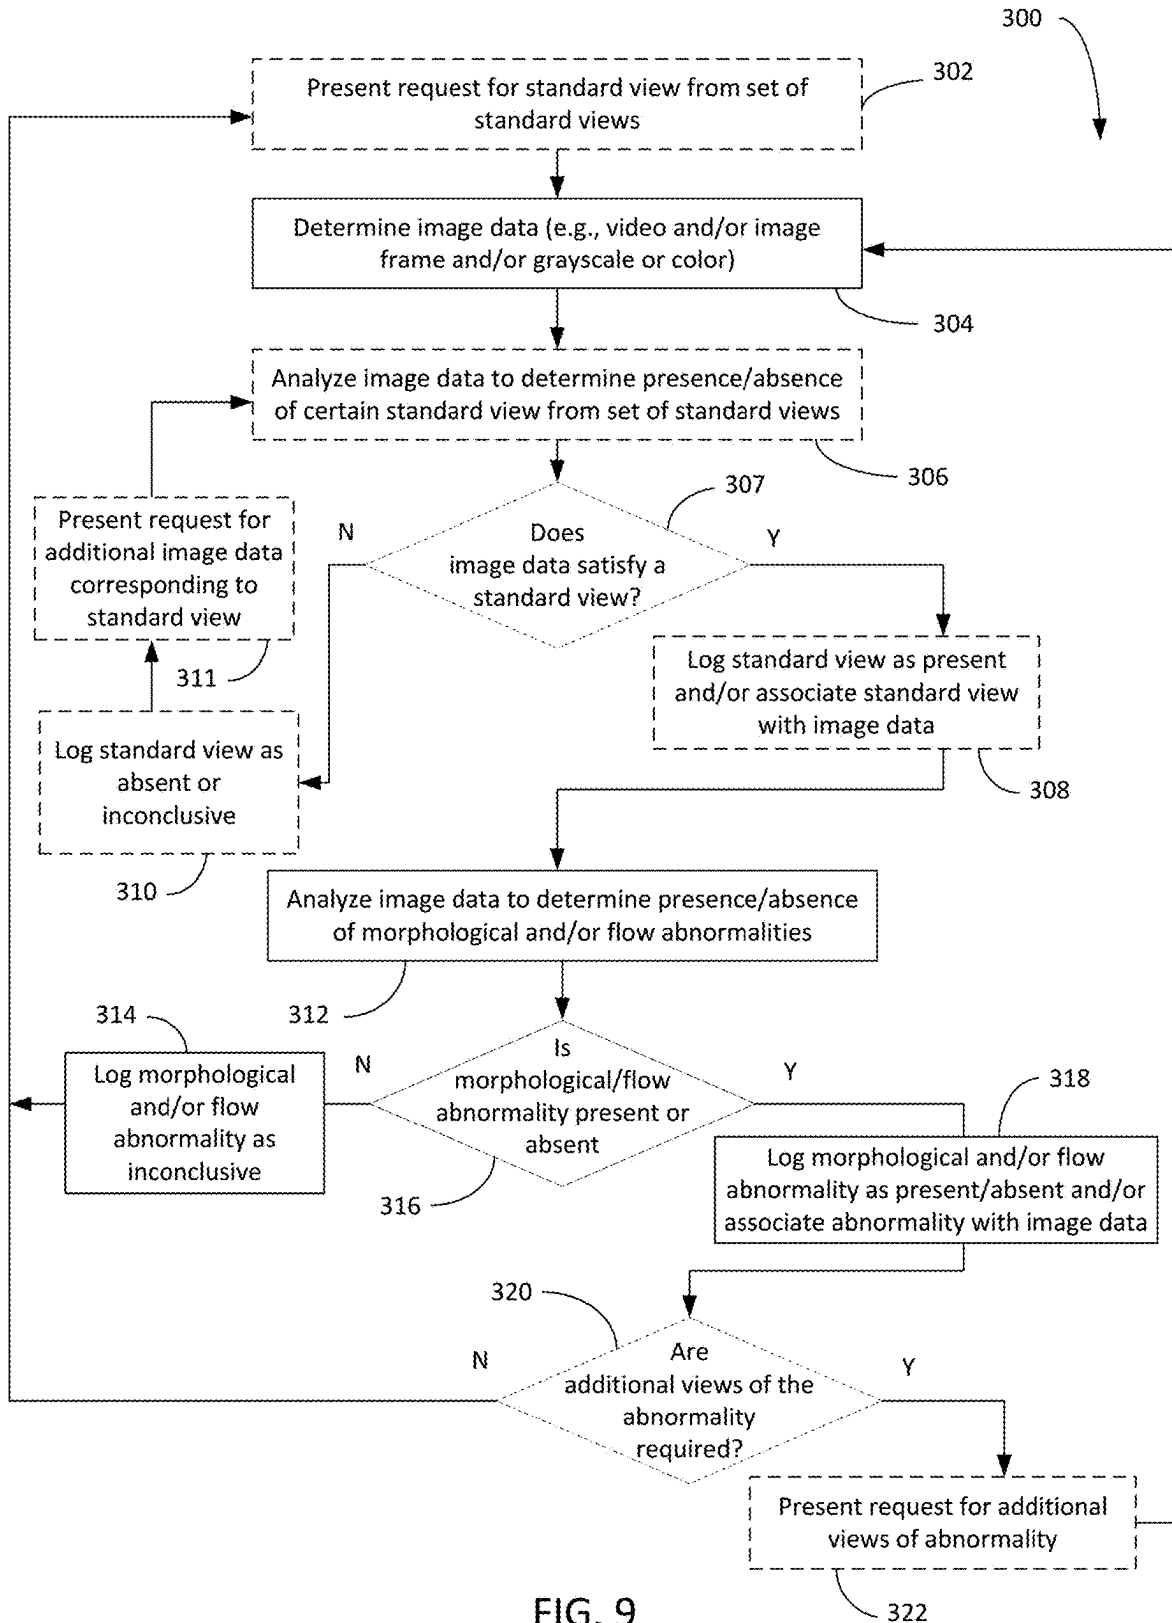 300
302
Present request for standard view from set of
standard views
Determine image data (e.g., video and/or image
frame and/or grayscale or color)
304
Analyze image data to determine presence/absence
of certain standard view from set of standard views
306
307
Present request for
additional image data
corresponding to
standard view
311
N
Does
image data satisfy a
standard view?
Y
Log standard view as present
and/or associate standard view
with image data
308
Log standard view as
absent or
inconclusive
310
Analyze image data to determine presence/absence
of morphological and/or flow abnormalities
312
314
Log morphological
and/or flow
abnormality as
inconclusive
N
Is
morphological/flow
abnormality present or
absent
316
Y
318
Log morphological and/or flow
abnormality as present/absent and/or
associate abnormality with image data
320
N
Are
additional views of the
abnormality
required?
Y
Present request for additional
views of abnormality
322
FIG. 9